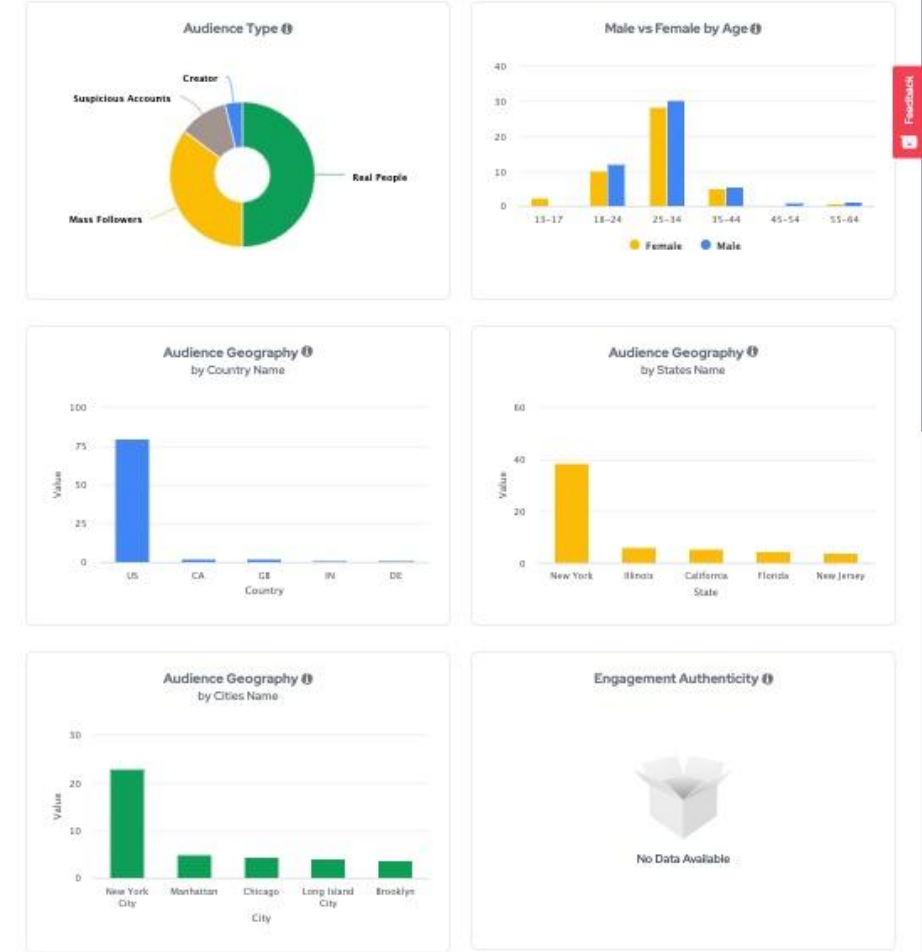 Audience Type
Creator
Suspicious Accounts
Real People
Mass Followers
Male vs Female by Age
40
30
20
10
0
13-17
18-24
25-34
35-44
45-54
55-64
Female
Male
Feedback
Audience Geography
by Country Name
100
75
50
25
0
Value
US
CA
GB
IN
DE
Country
Audience Geography
by States Name
60
40
20
0
Value
New York
Illinois
California
Florida
New Jersey
State
Audience Geography
by Cities Name
30
20
10
0
Value
New York City
Manhattan
Chicago
Long Island City
Brooklyn
City
Engagement Authenticity
No Data Available